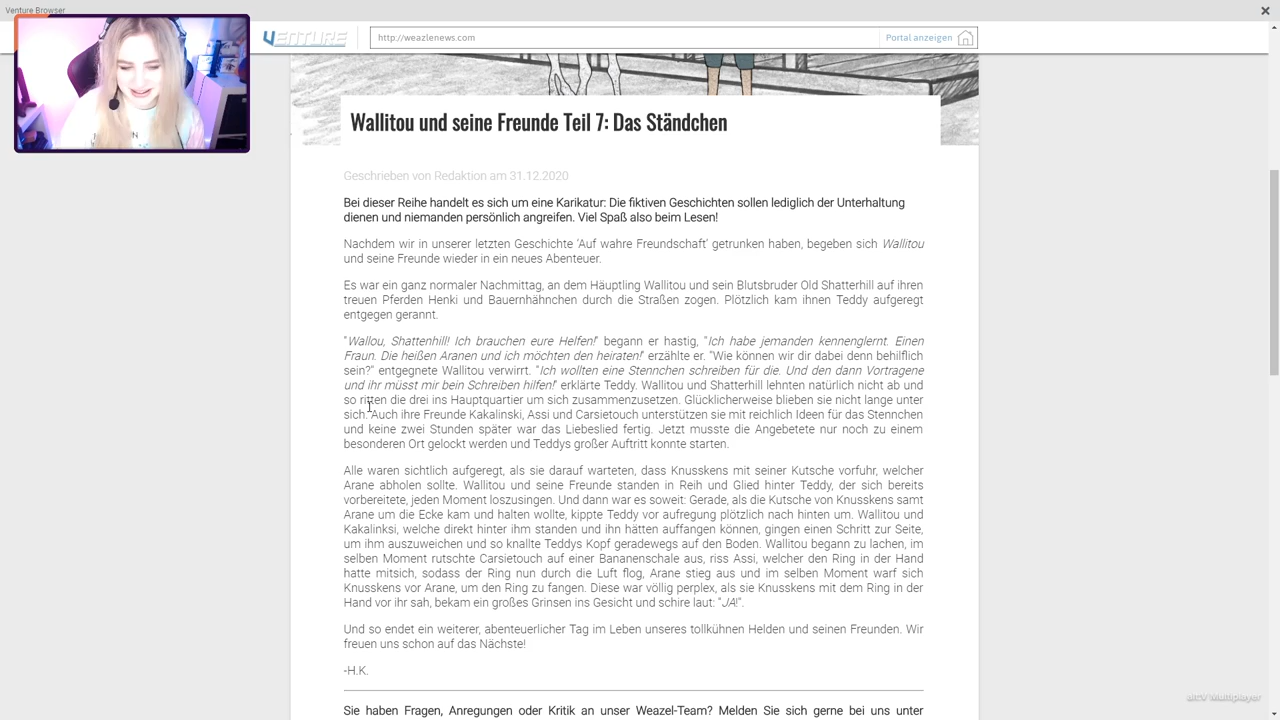 Venture Browser
VENTURE
http://weazlenews.com
Portal anzeigen
Wallitou und seine Freunde Teil 7: Das Ständchen
Geschrieben von Redaktion am 31.12.2020
Bei dieser Reihe handelt es sich um eine Karikatur: Die fiktiven Geschichten sollen lediglich der Unterhaltung
dienen und niemanden persönlich angreifen. Viel Spaß also beim Lesen!
Nachdem wir in unserer letzten Geschichte 'Auf wahre Freundschaft' getrunken haben, begeben sich Wallitou
und seine Freunde wieder in ein neues Abenteuer.
Es war ein ganz normaler Nachmittag, an dem Häuptling Wallitou und sein Blutsbruder Old Shatterhill auf ihren
treuen Pferden Henki und Bauernhähnchen durch die Straßen zogen. Plötzlich kam ihnen Teddy aufgeregt
entgegen gerannt.
"Wallou, Shattenhill! Ich brauchen eure Helfen!" begann er hastig, "Ich habe jemanden kennenglernt. Einen
Fraun. Die heißen Aranen und ich möchten den heiraten!" erzählte er. "Wie können wir dir dabei denn behilflich
sein?" entgegnete Wallitou verwirrt. "Ich wollten eine Stennchen schreiben für die. Und den dann Vortragene
und ihr müsst mir bein Schreiben hilfen!" erklärte Teddy. Wallitou und Shatterhill lehnten natürlich nicht ab und
so ritten die drei ins Hauptquartier um sich zusammenzusetzen. Glücklicherweise blieben sie nicht lange unter
sich. Auch ihre Freunde Kakalinski, Assi und Carsietouch unterstützen sie mit reichlich Ideen für das Stennchen
und keine zwei Stunden später war das Liebeslied fertig. Jetzt musste die Angebetete nur noch zu einem
besonderen Ort gelockt werden und Teddys großer Auftritt konnte starten.
Alle waren sichtlich aufgeregt, als sie darauf warteten, dass Knusskens mit seiner Kutsche vorfuhr, welcher
Arane abholen sollte. Wallitou und seine Freunde standen in Reih und Glied hinter Teddy, der sich bereits
vorbereitete, jeden Moment loszusingen. Und dann war es soweit: Gerade, als die Kutsche von Knusskens samt
Arane um die Ecke kam und halten wollte, kippte Teddy vor aufregung plötzlich nach hinten um. Wallitou und
Kakalinksi, welche direkt hinter ihm standen und ihn hätten auffangen können, gingen einen Schritt zur Seite,
um ihm auszuweichen und so knallte Teddys Kopf geradewegs auf den Boden. Wallitou begann zu lachen, im
selben Moment rutschte Carsietouch auf einer Bananenschale aus, riss Assi, welcher den Ring in der Hand
hatte mitsich, sodass der Ring nun durch die Luft flog, Arane stieg aus und im selben Moment warf sich
Knusskens vor Arane, um den Ring zu fangen. Diese war völlig perplex, als sie Knusskens mit dem Ring in der
Hand vor ihr sah, bekam ein großes Grinsen ins Gesicht und schire laut: "JA!".
Und so endet ein weiterer, abenteuerlicher Tag im Leben unseres tollkühnen Helden und seinen Freunden. Wir
freuen uns schon auf das Nächste!
-H.K.
Sie haben Fragen, Anregungen oder Kritik an unser Weazel-Team? Melden Sie sich gerne bei uns unter
alt:V Multiplayer